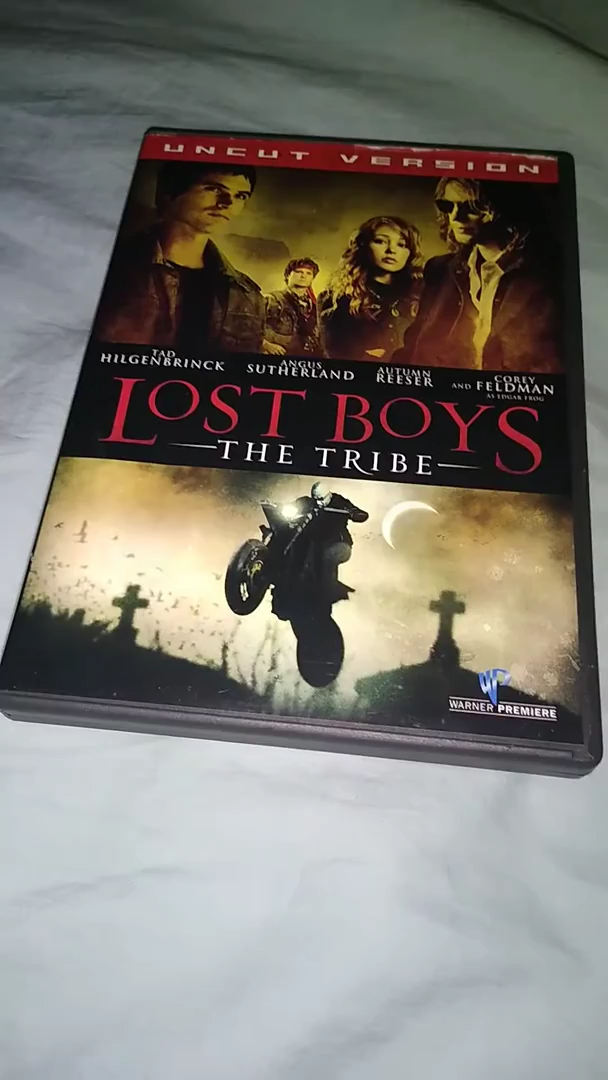 UNCUT VERSION
TAD HILGENBRINCK
ANGUS SUTHERLAND
AUTUMN REESER
AND COREY FELDMAN
AS EDGAR FROG
LOST BOYS
THE TRIBE
WP
WARNER PREMIERE